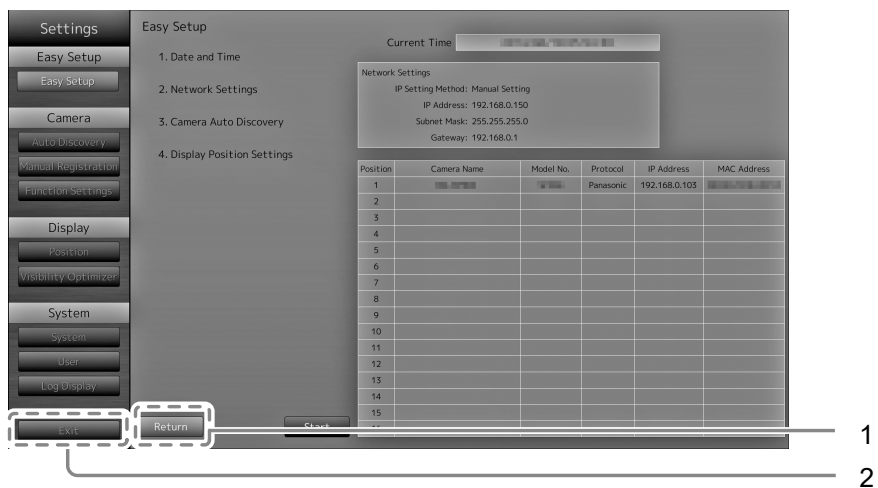 Settings
Easy Setup
Easy Setup
Camera
Auto Discovery
Manual Registration
Function Settings
Display
Position
Visibility Optimizer
System
System
User
Log Display
Exit
Easy Setup
1. Date and Time
2. Network Settings
3. Camera Auto Discovery
4. Display Position Settings
Return
Start
Current Time
Network Settings
IP Setting Method: Manual Setting
IP Address: 192.168.0.150
Subnet Mask: 255.255.255.0
Gateway: 192.168.0.1
Position Camera Name Model No. Protocol IP Address MAC Address
1 Panasonic 192.168.0.103
2
3
4
5
6
7
8
9
10
11
12
13
14
15
1
2